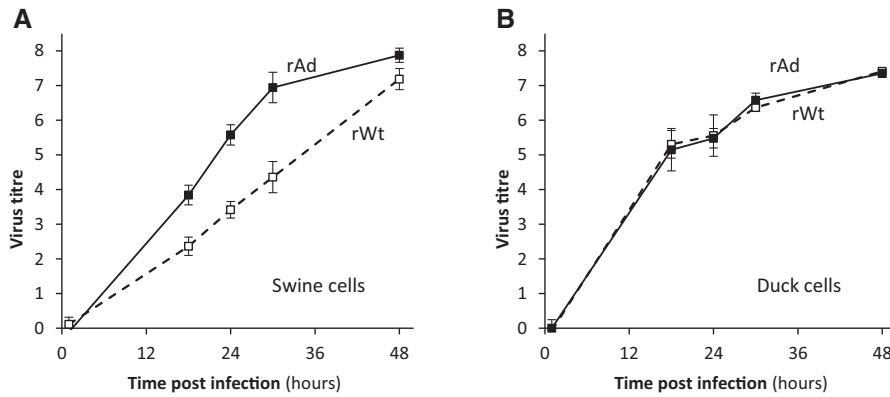 A
8
7
6
5
4
3
2
1
0
Virus titre
rAd
rWt
Swine cells
0 12 24 36 48
Time post infection (hours)
B
8
7
6
5
4
3
2
1
0
Virus titre
rAd
rWt
Duck cells
0 12 24 36 48
Time post infection (hours)